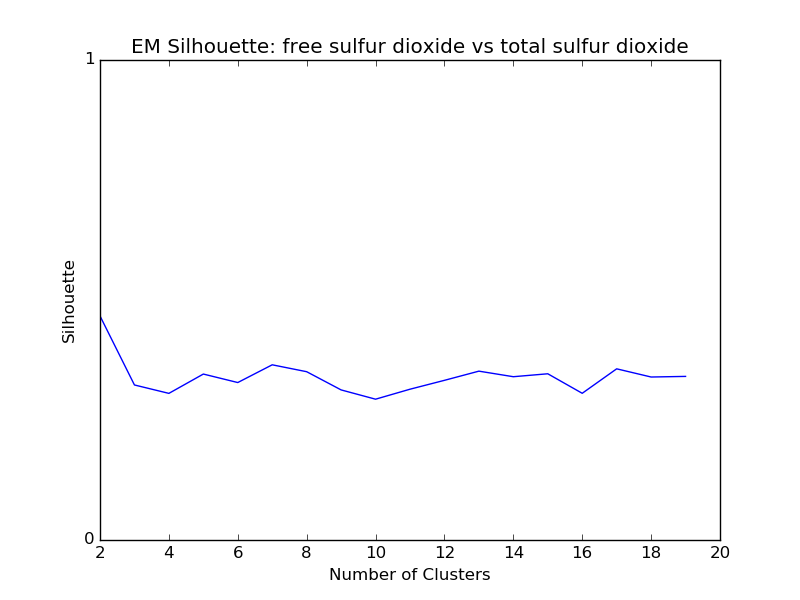 EM Silhouette: free sulfur dioxide vs total sulfur dioxide
1
Silhouette
0
2 4 6 8 10 12 14 16 18 20
Number of Clusters